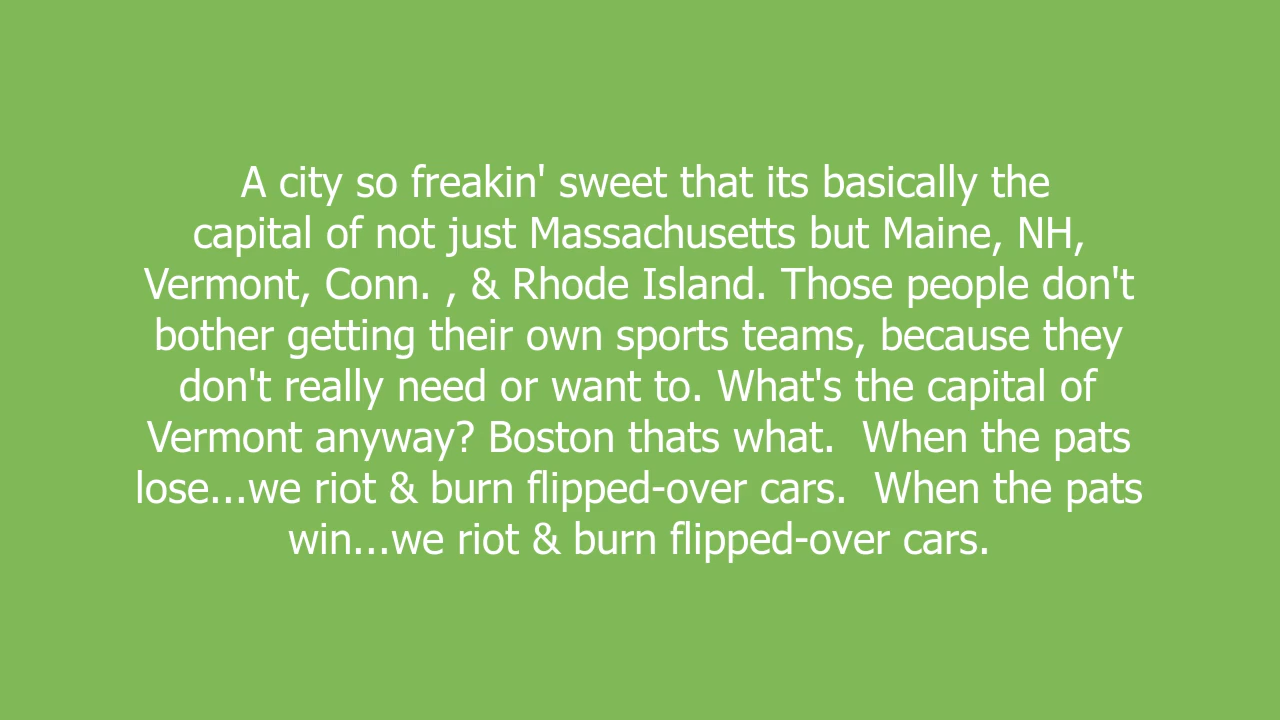 A city so freakin' sweet that its basically the
capital of not just Massachusetts but Maine, NH,
Vermont, Conn. , & Rhode Island. Those people don't
bother getting their own sports teams, because they
don't really need or want to. What's the capital of
Vermont anyway? Boston thats what.  When the pats
lose...we riot & burn flipped-over cars.  When the pats
win...we riot & burn flipped-over cars.